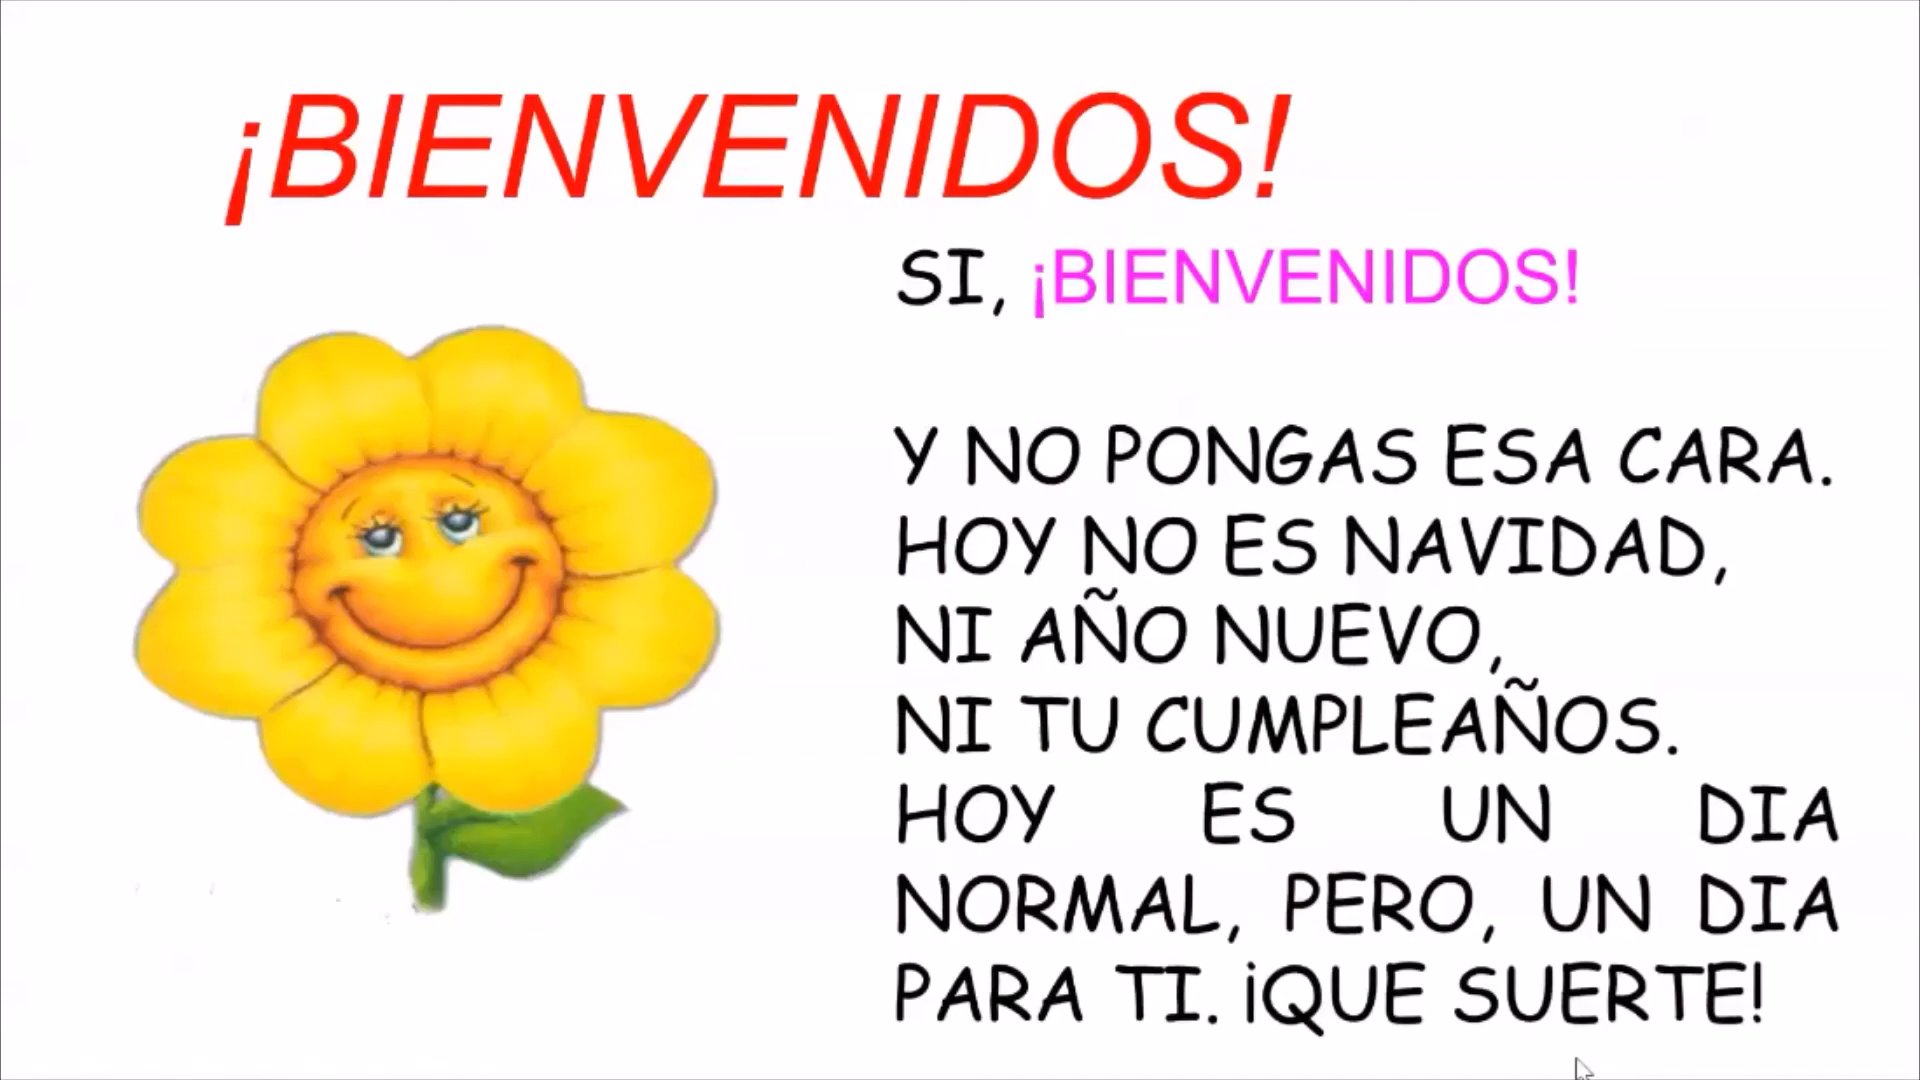 ¡BIENVENIDOS!
SI, ¡BIENVENIDOS!
Y NO PONGAS ESA CARA.
HOY NO ES NAVIDAD,
NI AÑO NUEVO,
NI TU CUMPLEAÑOS.
HOY ES UN DIA
NORMAL, PERO, UN DIA
PARA TI. ¡QUE SUERTE!